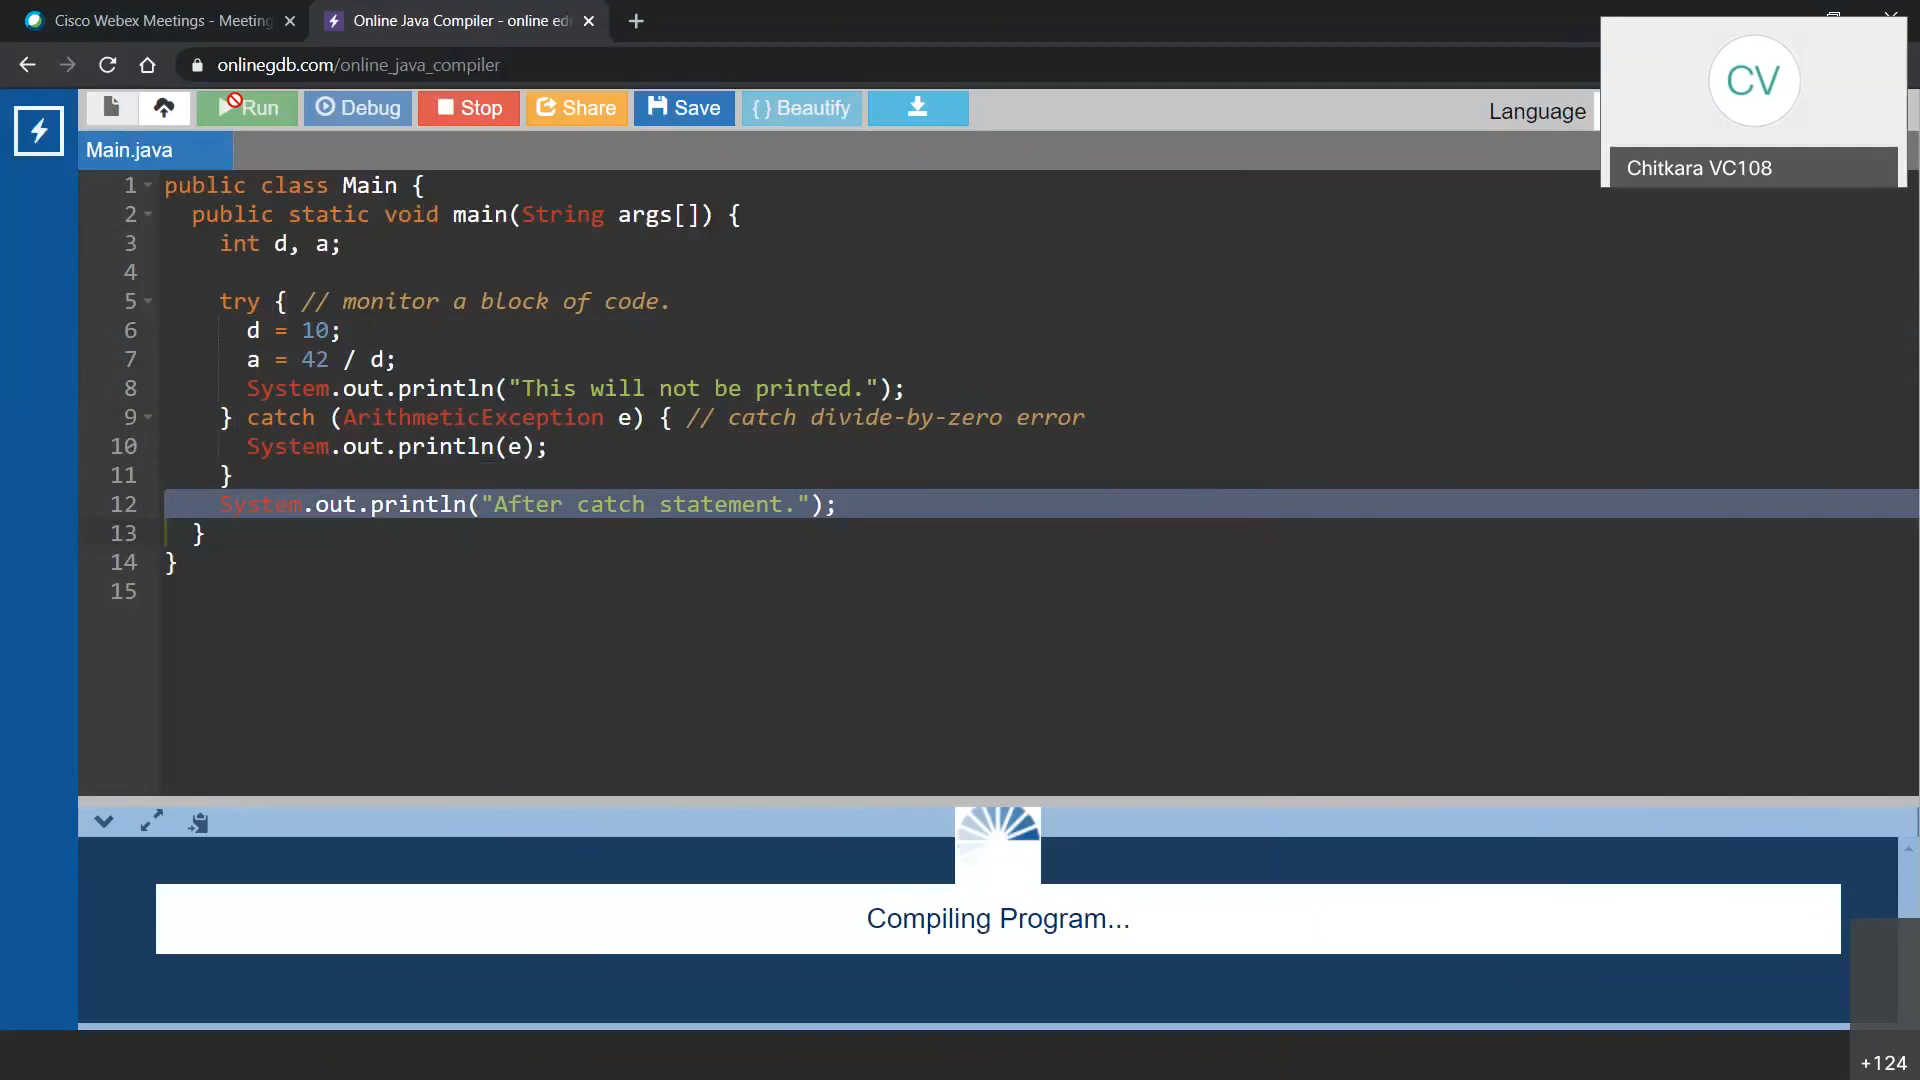 Cisco Webex Meetings - Meeting
Online Java Compiler - online ed
onlinegdb.com/online_java_compiler
CV
Chitkara VC108
Run
Debug
Stop
Share
Save
{ } Beautify
Language
Main.java
1 public class Main {
2 public static void main(String args[]) {
3 int d, a;
4
5 try { // monitor a block of code.
6 d = 10;
7 a = 42 / d;
8 System.out.println("This will not be printed.");
9 } catch (ArithmeticException e) { // catch divide-by-zero error
10 System.out.println(e);
11 }
12 System.out.println("After catch statement.");
13 }
14 }
15
Compiling Program...
+124